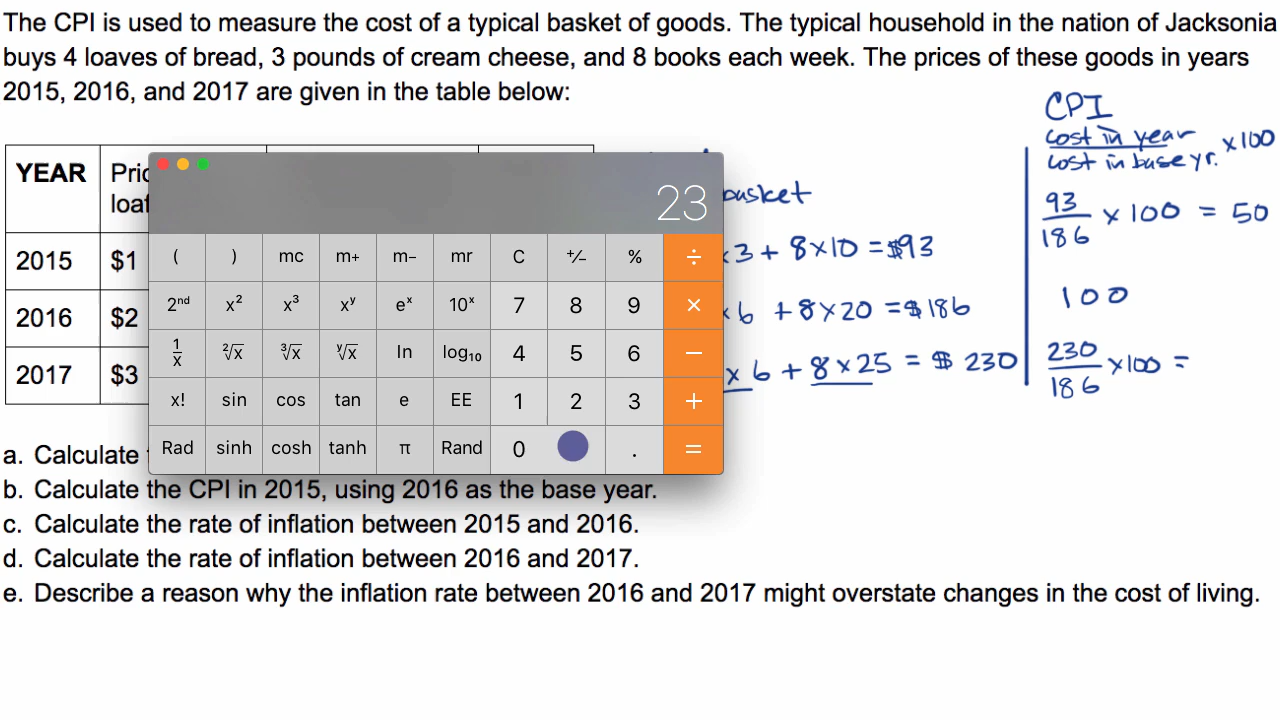 The CPI is used to measure the cost of a typical basket of goods. The typical household in the nation of Jacksonia
buys 4 loaves of bread, 3 pounds of cream cheese, and 8 books each week. The prices of these goods in years
2015, 2016, and 2017 are given in the table below:
YEAR
2015 $1
2016 $2
2017 $3
23
( ) mc m+ m− mr C +/− % ÷
2nd x² x³ xʸ eˣ 10ˣ 7 8 9 ×
1/x ²√x ³√x ʸ√x ln log₁₀ 4 5 6 −
x! sin cos tan e EE 1 2 3 +
Rad sinh cosh tanh π Rand 0 . =
basket
x 3 + 8 x 10 = $93
x 6 + 8 x 20 = $186
x 6 + 8 x 25 = $ 230
CPI
cost in year
cost in base yr. x 100
93/186 x 100 = 50
100
230/186 x 100 =
a. Calculate
b. Calculate the CPI in 2015, using 2016 as the base year.
c. Calculate the rate of inflation between 2015 and 2016.
d. Calculate the rate of inflation between 2016 and 2017.
e. Describe a reason why the inflation rate between 2016 and 2017 might overstate changes in the cost of living.